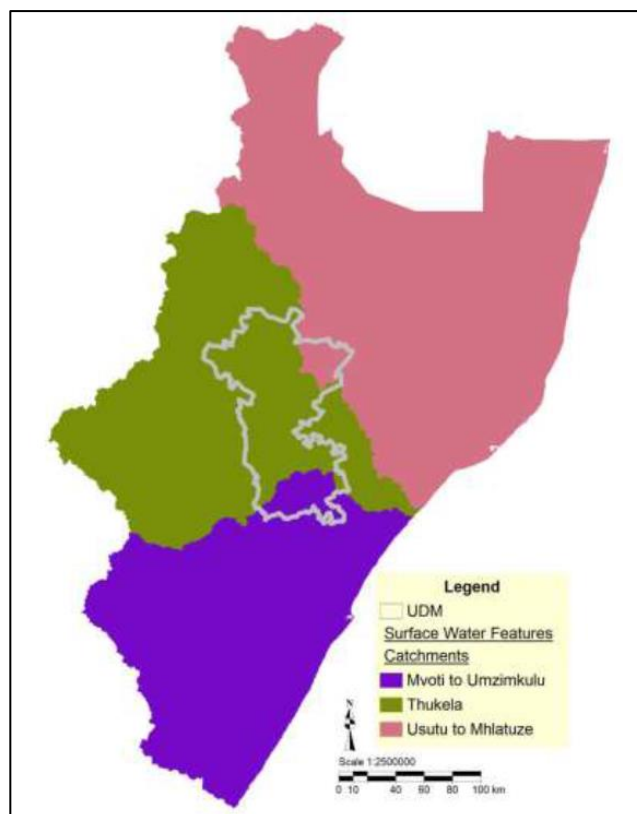 Legend
UDM
Surface Water Features
Catchments
Mvoti to Umzimkulu
Thukela
Usutu to Mhlatuze
N
Scale 1:2500000
0 10 20 40 60 80 100 km